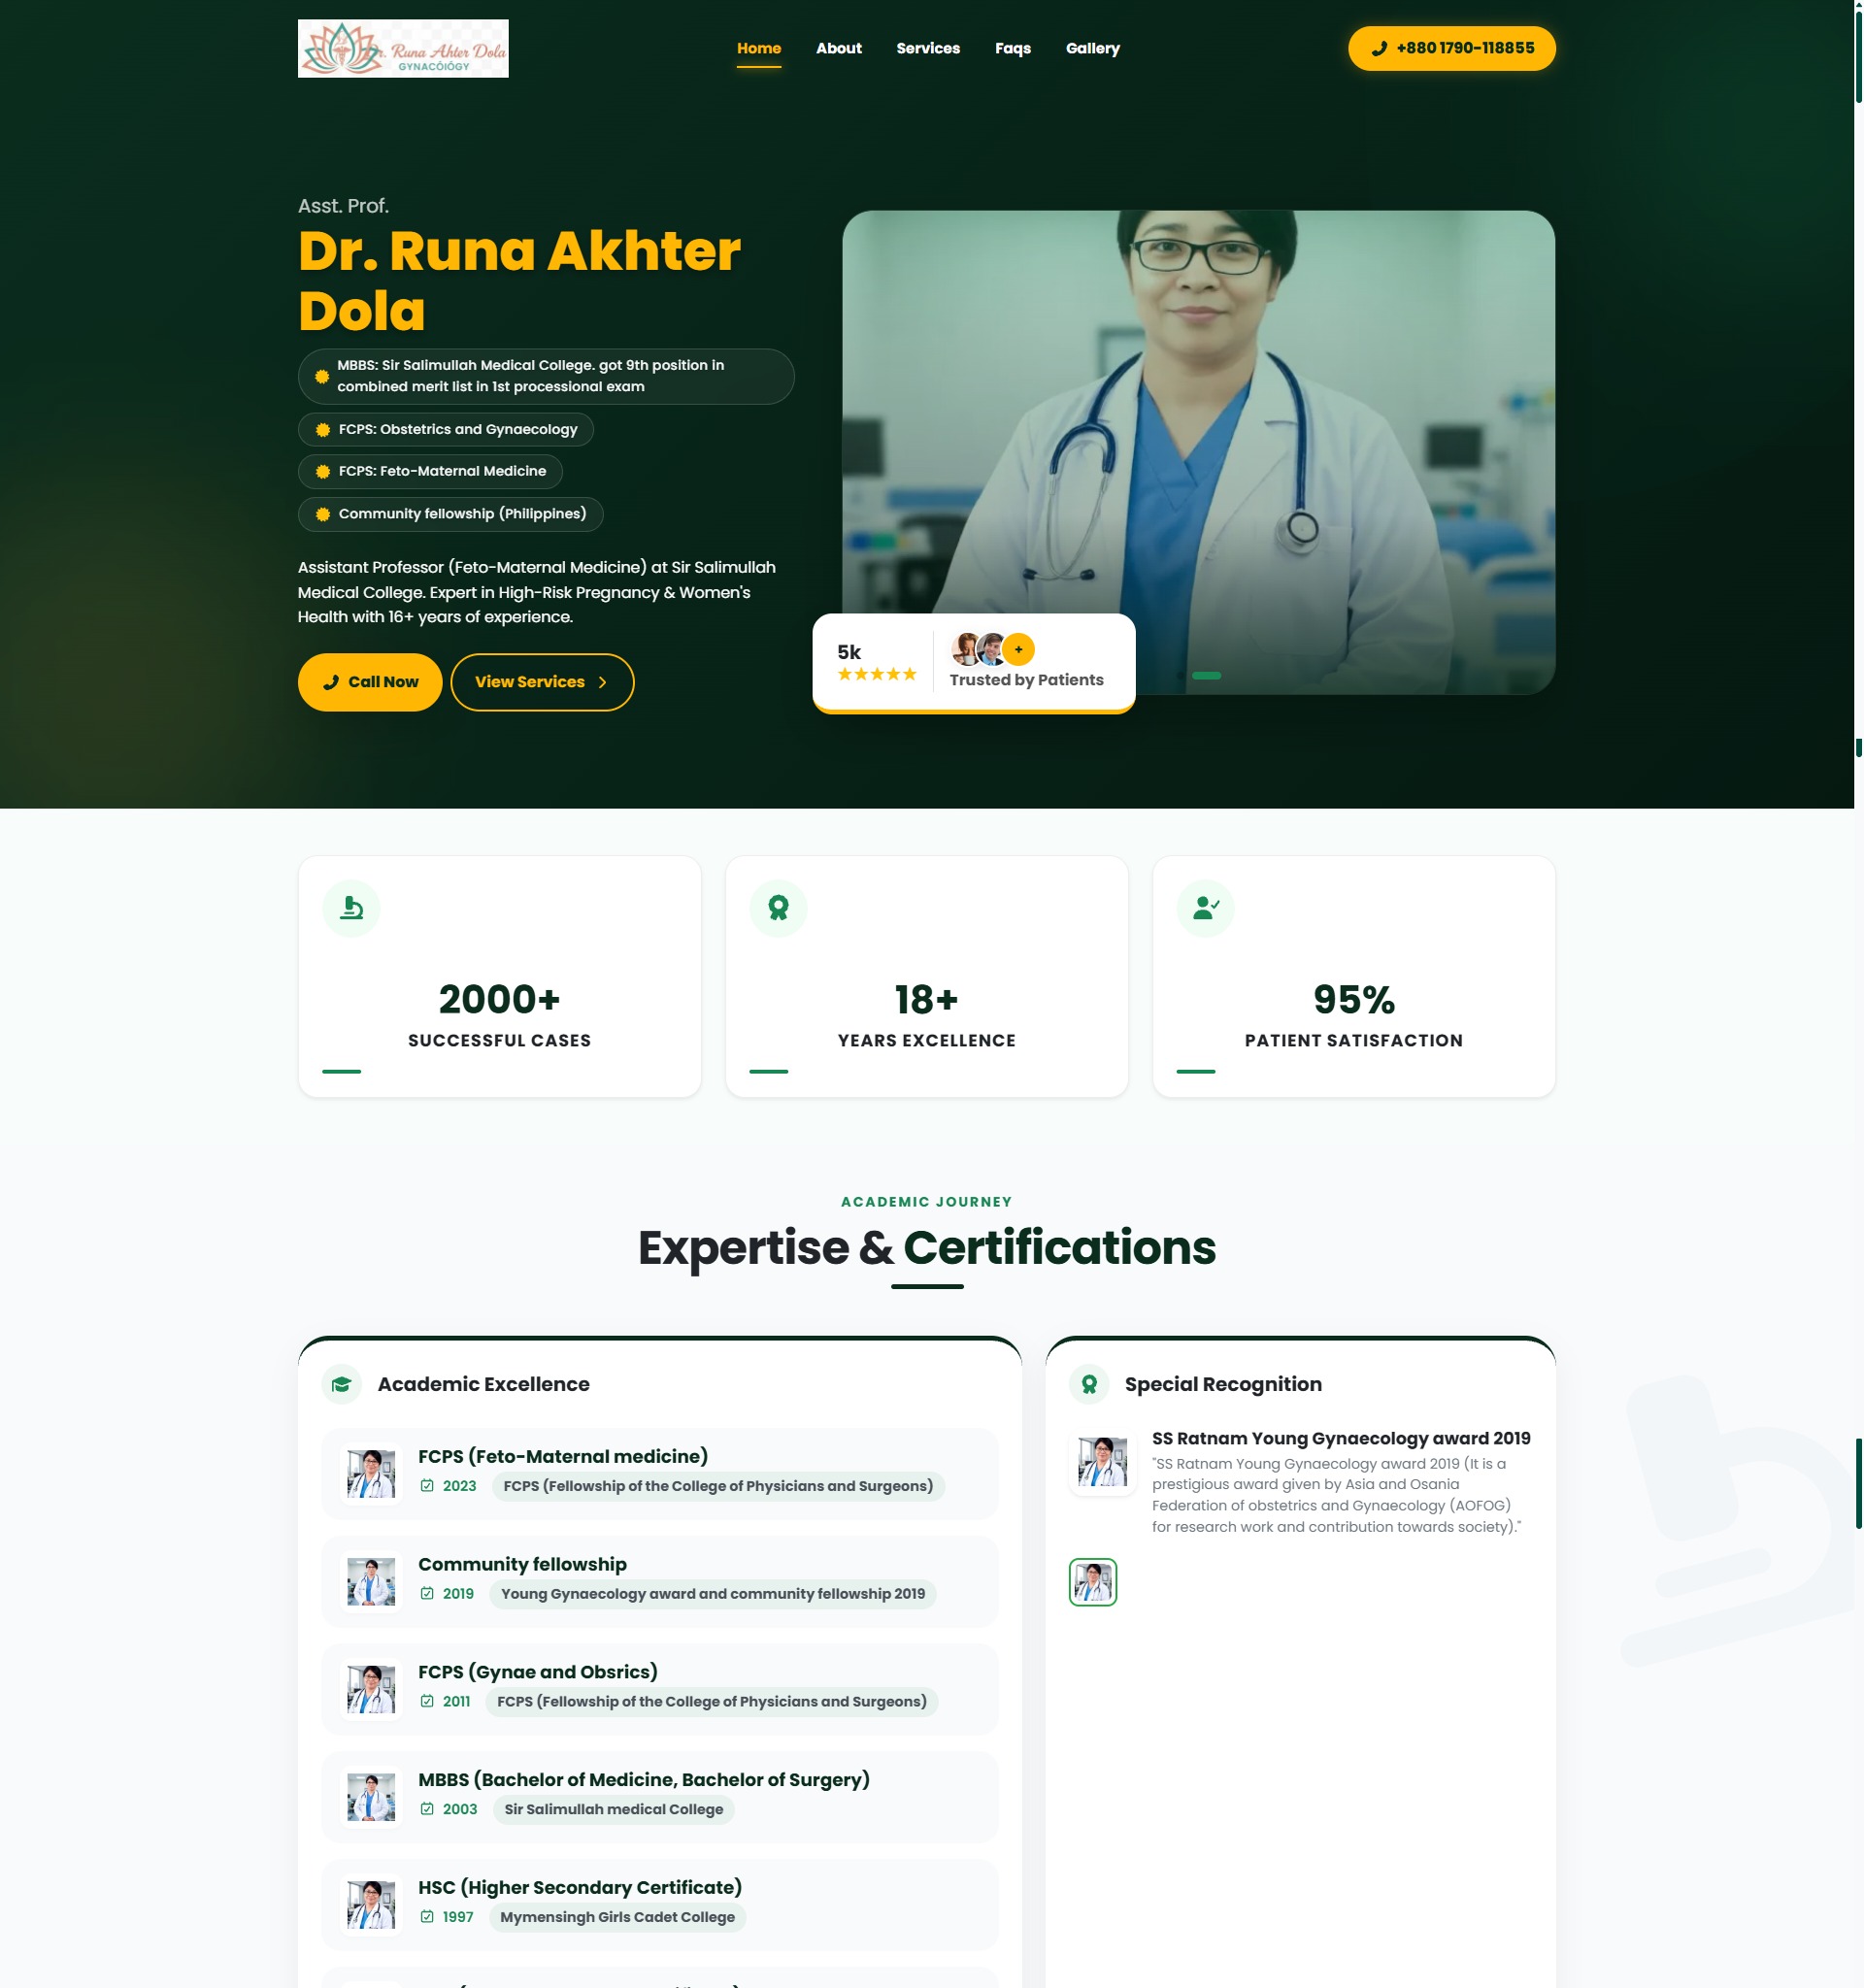 Dr. Runa Ahter Dola
GYNACÓIÓGY
Home
About
Services
Faqs
Gallery
+880 1790-118855
Asst. Prof.
Dr. Runa Akhter
Dola
MBBS: Sir Salimullah Medical College. got 9th position in
combined merit list in 1st processional exam
FCPS: Obstetrics and Gynaecology
FCPS: Feto-Maternal Medicine
Community fellowship (Philippines)
Assistant Professor (Feto-Maternal Medicine) at Sir Salimullah
Medical College. Expert in High-Risk Pregnancy & Women's
Health with 16+ years of experience.
Call Now
View Services
5k
+
Trusted by Patients
2000+
SUCCESSFUL CASES
18+
YEARS EXCELLENCE
95%
PATIENT SATISFACTION
ACADEMIC JOURNEY
Expertise & Certifications
Academic Excellence
FCPS (Feto-Maternal medicine)
2023 FCPS (Fellowship of the College of Physicians and Surgeons)
Community fellowship
2019 Young Gynaecology award and community fellowship 2019
FCPS (Gynae and Obsrics)
2011 FCPS (Fellowship of the College of Physicians and Surgeons)
MBBS (Bachelor of Medicine, Bachelor of Surgery)
2003 Sir Salimullah medical College
HSC (Higher Secondary Certificate)
1997 Mymensingh Girls Cadet College
Special Recognition
SS Ratnam Young Gynaecology award 2019
"SS Ratnam Young Gynaecology award 2019 (It is a
prestigious award given by Asia and Osania
Federation of obstetrics and Gynaecology (AOFOG)
for research work and contribution towards society)."